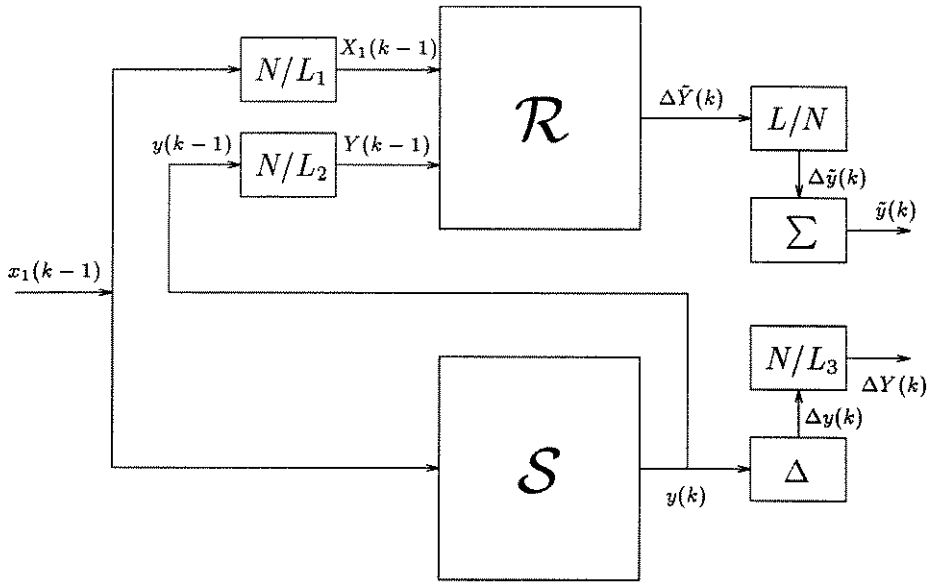 N/L₁
X₁(k−1)
R
ΔỸ(k)
L/N
y(k−1)
N/L₂
Y(k−1)
Δỹ(k)
Σ
ỹ(k)
x₁(k−1)
N/L₃
ΔY(k)
Δy(k)
S
y(k)
Δ